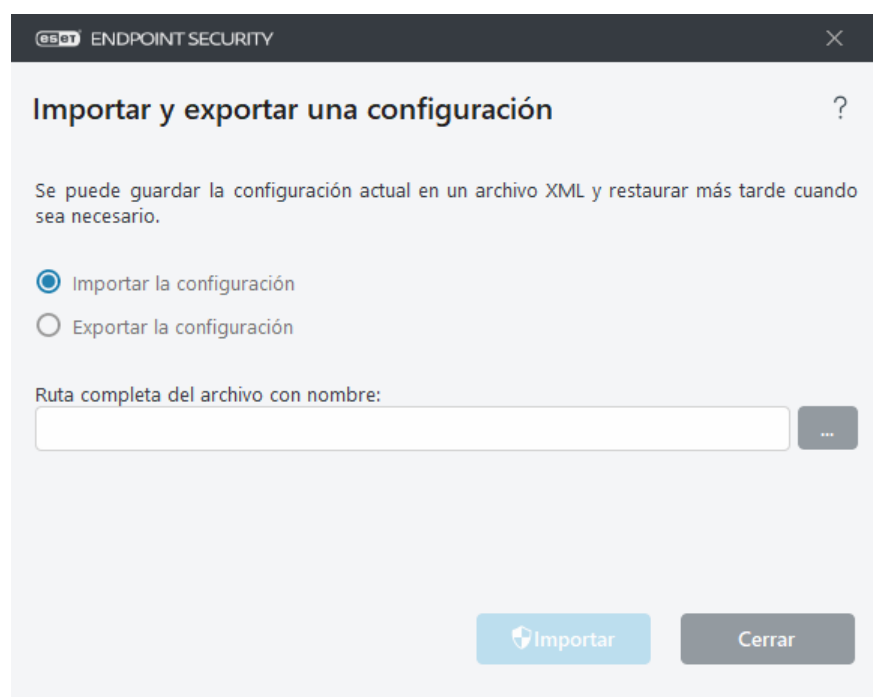 eset ENDPOINT SECURITY
Importar y exportar una configuración
?
Se puede guardar la configuración actual en un archivo XML y restaurar más tarde cuando
sea necesario.
Importar la configuración
Exportar la configuración
Ruta completa del archivo con nombre:
...
Importar Cerrar